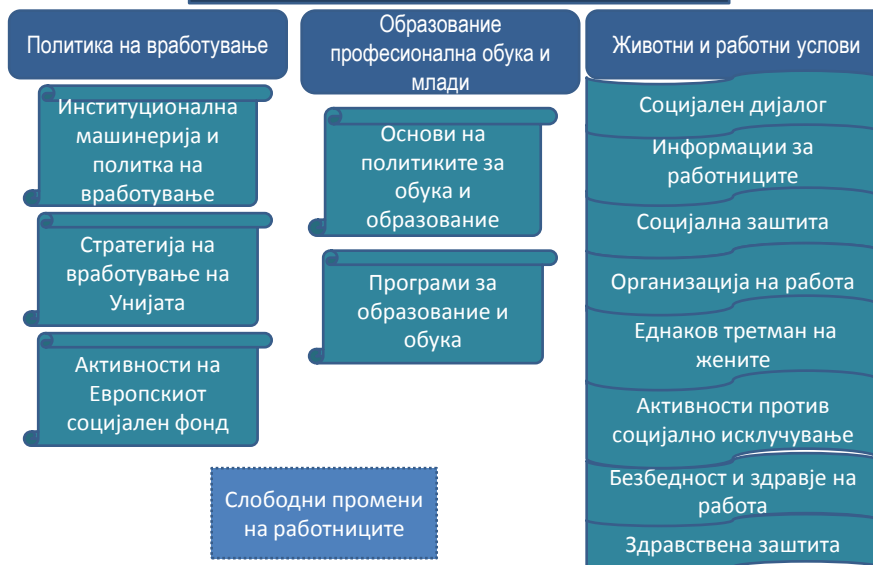 Политика на вработување
Институционална
машинерија и
политка на
вработување
Стратегија на
вработување на
Унијата
Активности на
Европскиот
социјален фонд
Образование
професионална обука и
млади
Основи на
политиките за
обука и
образование
Програми за
образование и
обука
Слободни промени
на работниците
Животни и работни услови
Социјален дијалог
Информации за
работниците
Социјална заштита
Организација на работа
Еднаков третман на
жените
Активности против
социјално исклучување
Безбедност и здравје на
работа
Здравствена заштита